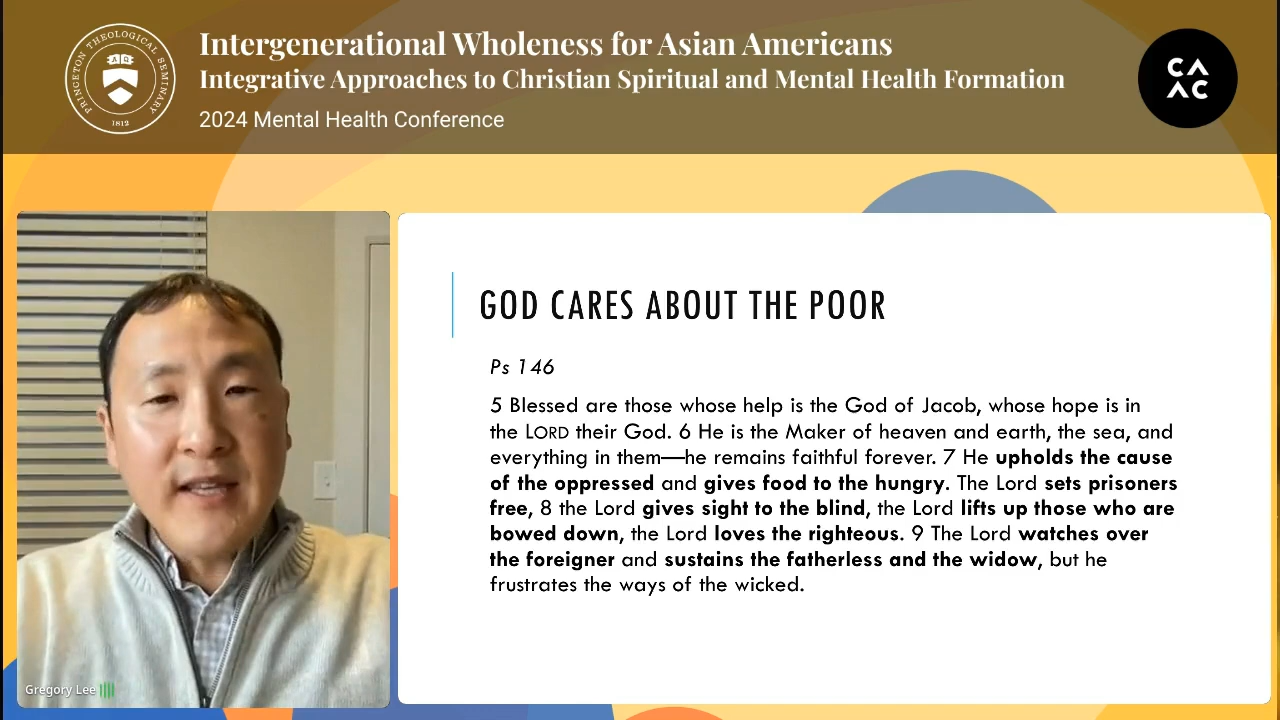 PRINCETON THEOLOGICAL SEMINARY
1812
Intergenerational Wholeness for Asian Americans
Integrative Approaches to Christian Spiritual and Mental Health Formation
2024 Mental Health Conference
CA
AC
GOD CARES ABOUT THE POOR
Ps 146
5 Blessed are those whose help is the God of Jacob, whose hope is in
the LORD their God. 6 He is the Maker of heaven and earth, the sea, and
everything in them—he remains faithful forever. 7 He upholds the cause
of the oppressed and gives food to the hungry. The Lord sets prisoners
free, 8 the Lord gives sight to the blind, the Lord lifts up those who are
bowed down, the Lord loves the righteous. 9 The Lord watches over
the foreigner and sustains the fatherless and the widow, but he
frustrates the ways of the wicked.
Gregory Lee